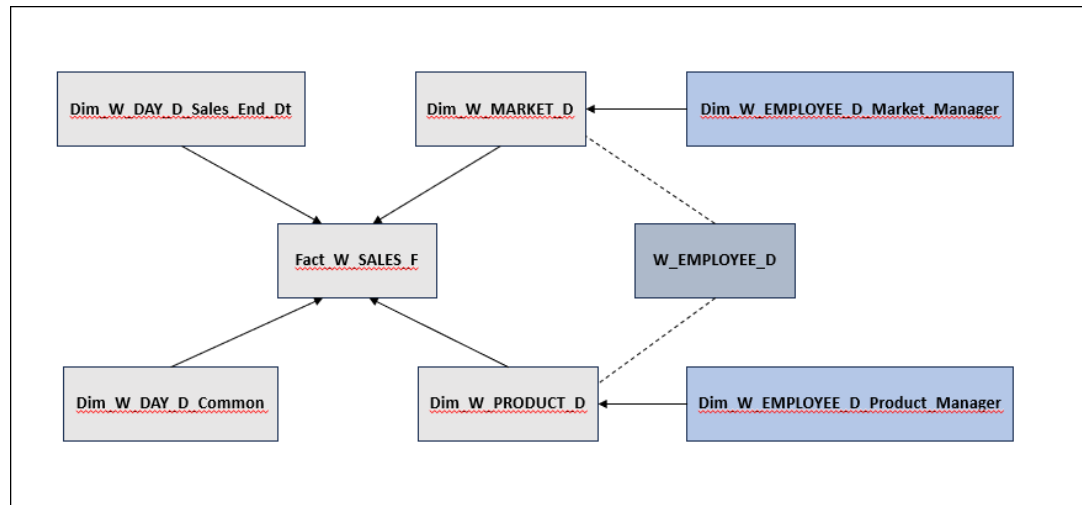 Dim_W_DAY_D_Sales_End_Dt
Dim_W_MARKET_D
Dim_W_EMPLOYEE_D_Market_Manager
Fact_W_SALES_F
W_EMPLOYEE_D
Dim_W_DAY_D_Common
Dim_W_PRODUCT_D
Dim_W_EMPLOYEE_D_Product_Manager